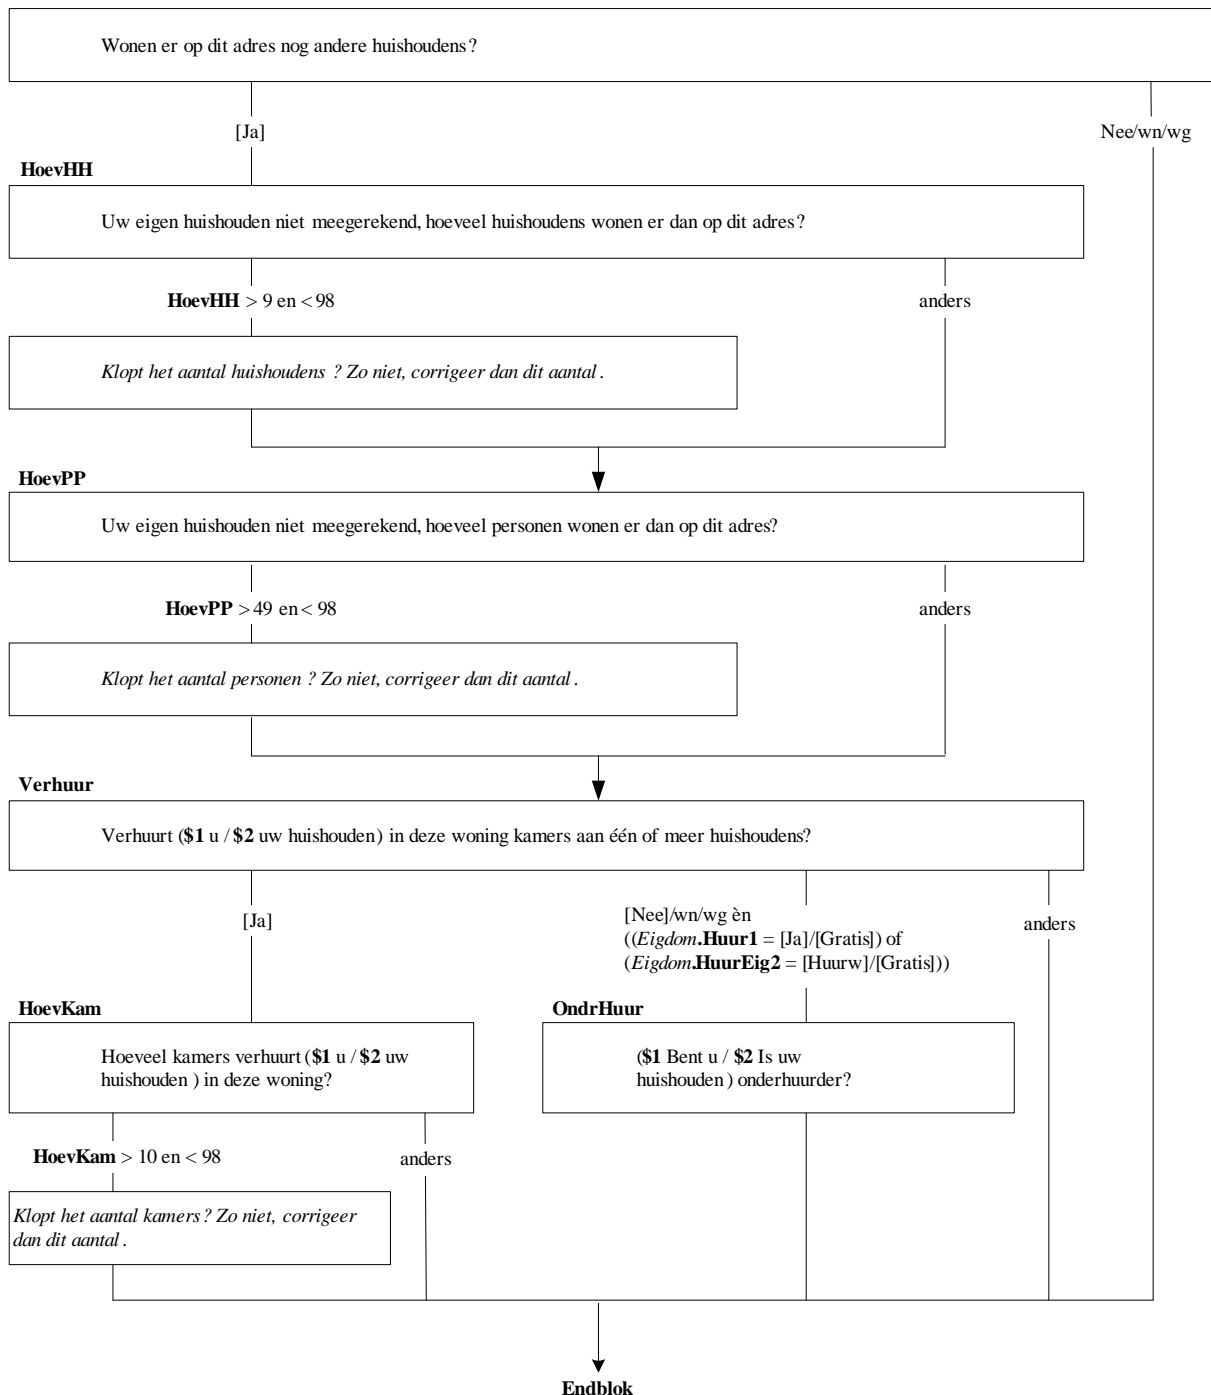 Wonen er op dit adres nog andere huishoudens?
[Ja]
Nee/wn/wg
HoevHH
Uw eigen huishouden niet meegerekend, hoeveel huishoudens wonen er dan op dit adres?
HoevHH > 9 en < 98
anders
Klopt het aantal huishoudens ? Zo niet, corrigeer dan dit aantal .
HoevPP
Uw eigen huishouden niet meegerekend, hoeveel personen wonen er dan op dit adres?
HoevPP > 49 en < 98
anders
Klopt het aantal personen ? Zo niet, corrigeer dan dit aantal .
Verhuur
Verhuurt ($1 u / $2 uw huishouden ) in deze woning kamers aan één of meer huishoudens?
[Ja]
[Nee]/wn/wg èn
((Eigdom.Huur1 = [Ja]/[Gratis]) of
(Eigdom.HuurEig2 = [Huurw]/[Gratis]))
anders
HoevKam
Hoeveel kamers verhuurt ($1 u / $2 uw
huishouden ) in deze woning?
OndrHuur
($1 Bent u / $2 Is uw
huishouden ) onderhuurder?
HoevKam > 10 en < 98
anders
Klopt het aantal kamers? Zo niet, corrigeer
dan dit aantal .
Endblok